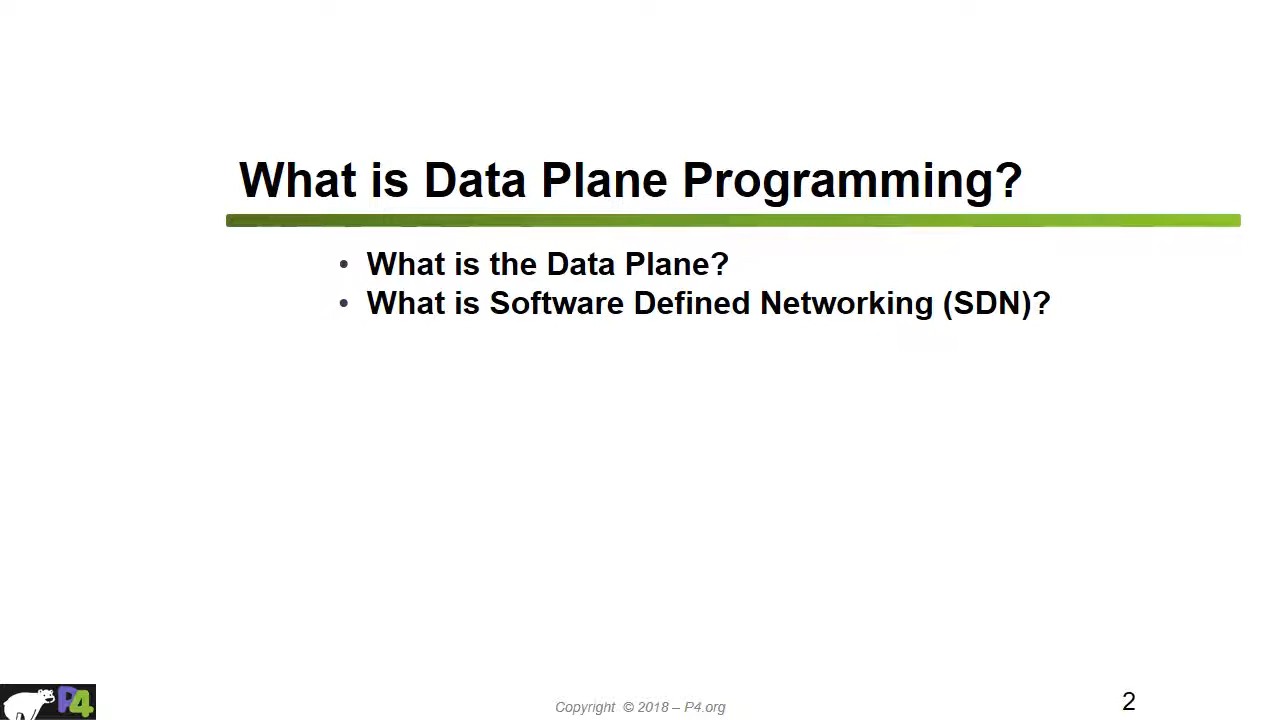 What is Data Plane Programming?
• What is the Data Plane?
• What is Software Defined Networking (SDN)?
P4
Copyright © 2018 – P4.org
2